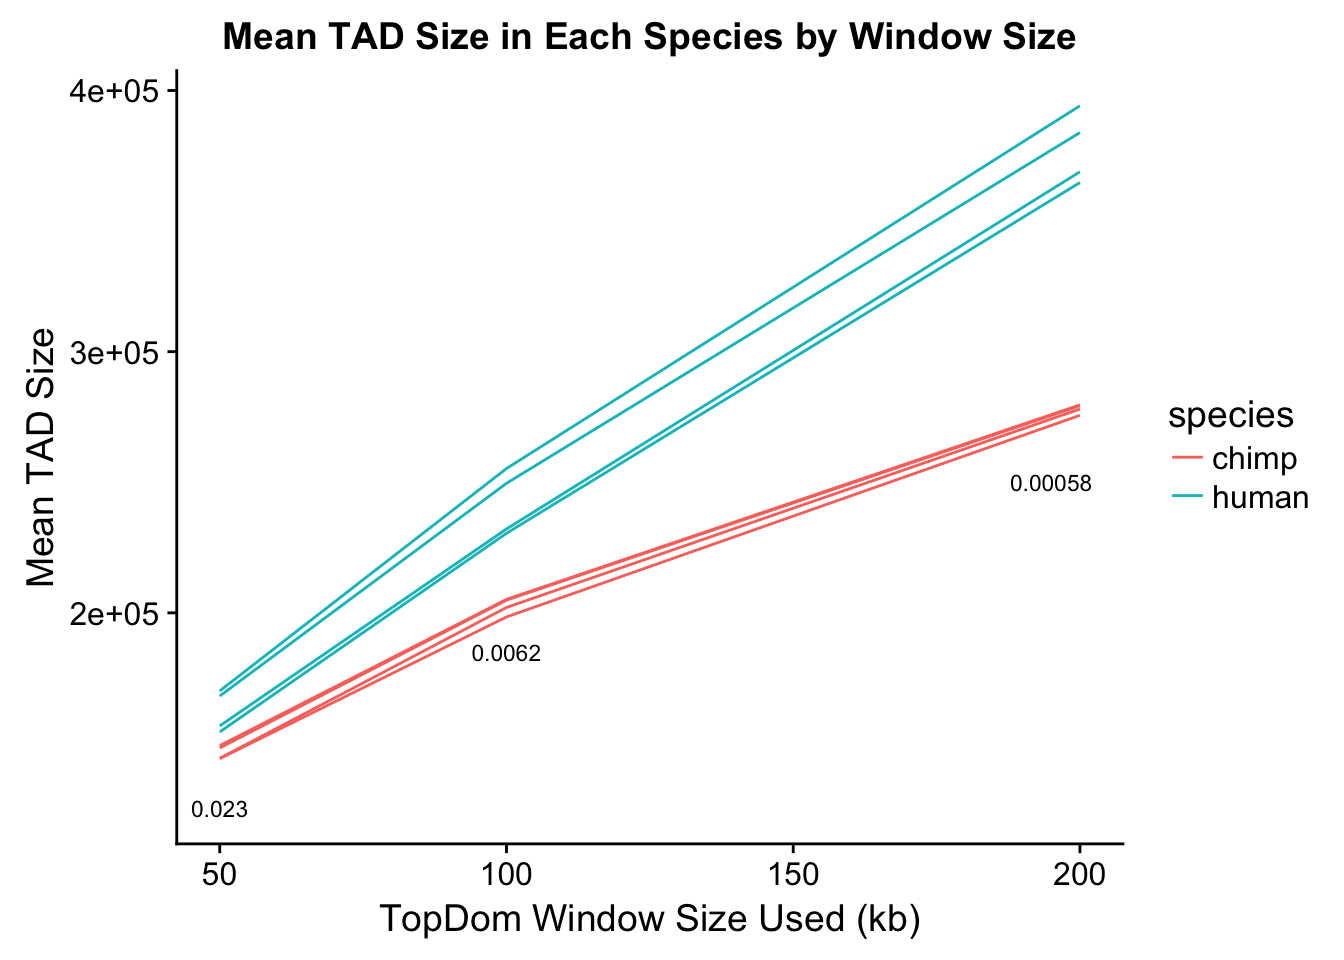 Mean TAD Size in Each Species by Window Size
4e+05
3e+05
2e+05
Mean TAD Size
0.023
0.0062
0.00058
50
100
150
200
TopDom Window Size Used (kb)
species
chimp
human